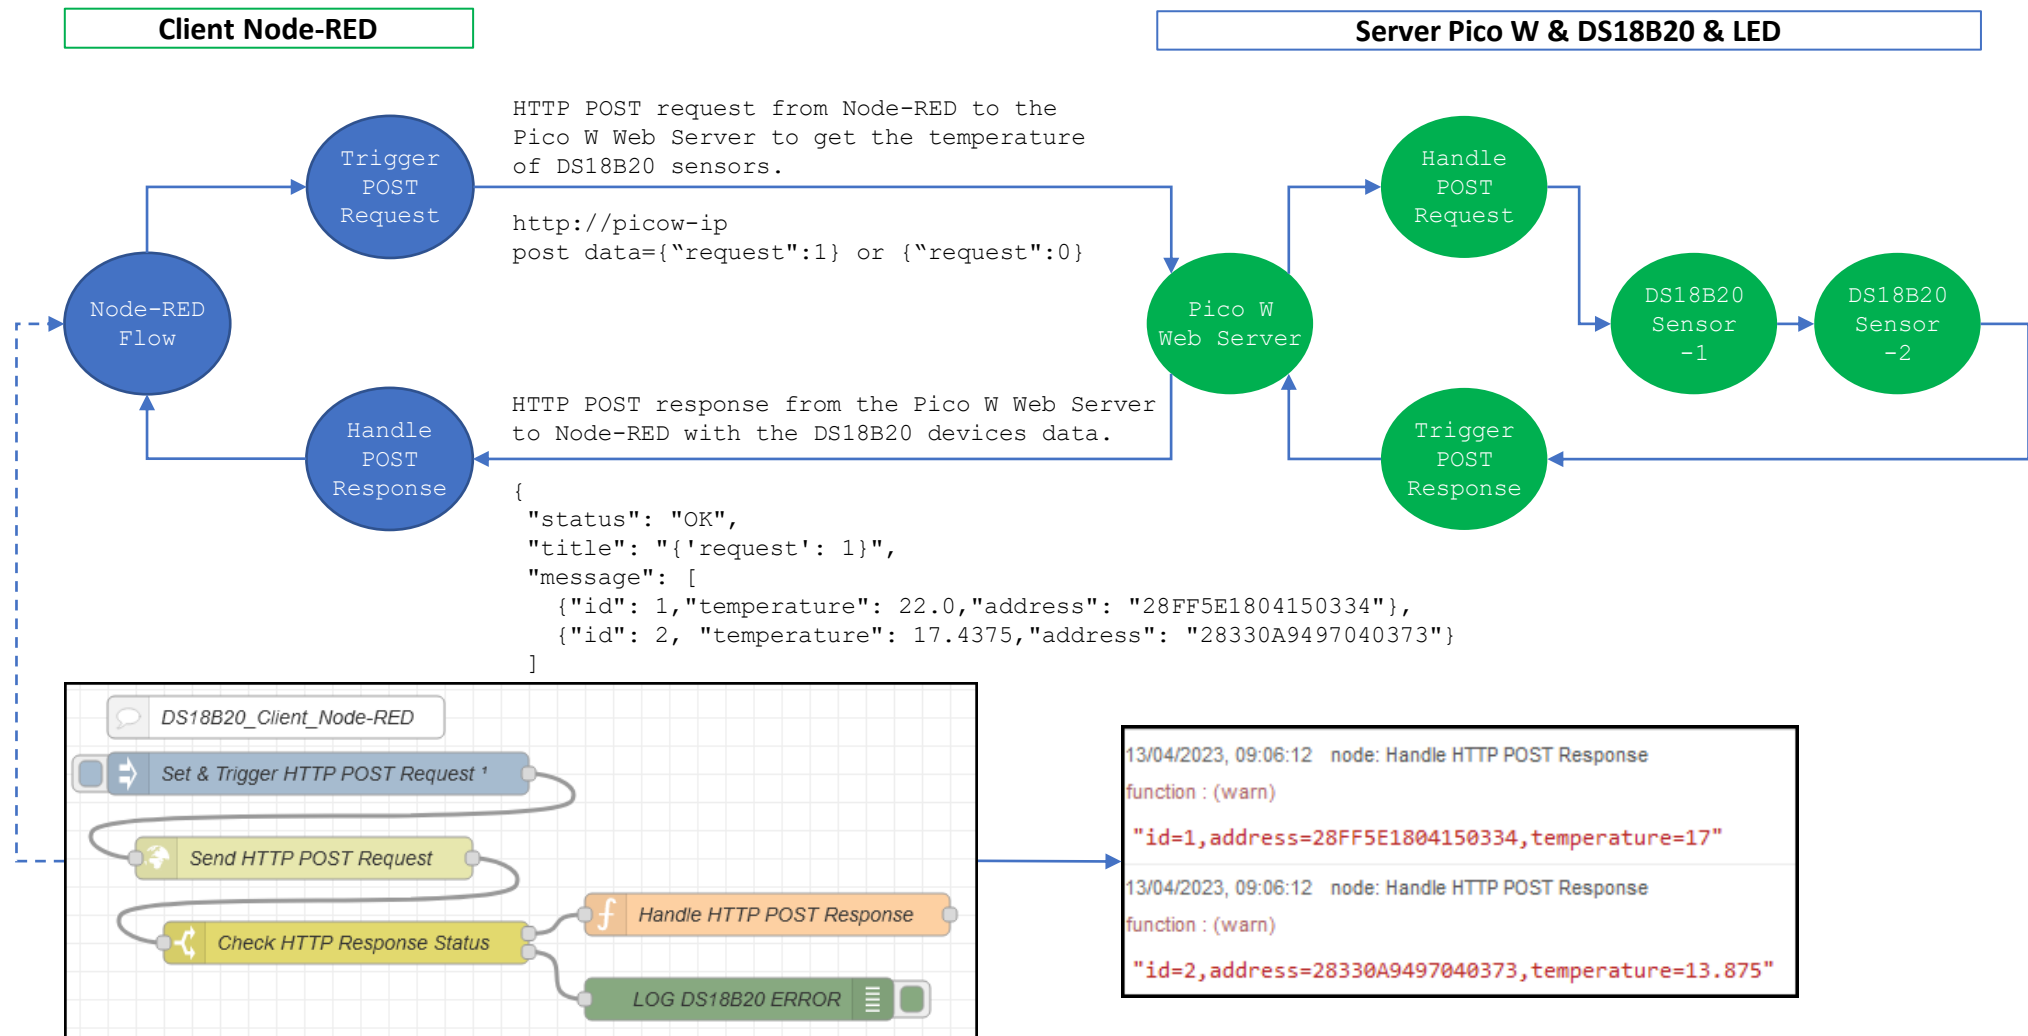 Client Node-RED
Server Pico W & DS18B20 & LED
HTTP POST request from Node-RED to the
Pico W Web Server to get the temperature
of DS18B20 sensors.
http://picow-ip
post data={“request":1} or {“request":0}
Trigger
POST
Request
Node-RED
Flow
Handle
POST
Response
HTTP POST response from the Pico W Web Server
to Node-RED with the DS18B20 devices data.
Pico W
Web Server
Handle
POST
Request
DS18B20
Sensor
-1
DS18B20
Sensor
-2
Trigger
POST
Response
{
"status": "OK",
"title": "{'request': 1}",
"message": [
{"id": 1,"temperature": 22.0,"address": "28FF5E1804150334"},
{"id": 2, "temperature": 17.4375,"address": "28330A9497040373"}
]
DS18B20_Client_Node-RED
Set & Trigger HTTP POST Request ¹
Send HTTP POST Request
Check HTTP Response Status
Handle HTTP POST Response
LOG DS18B20 ERROR
13/04/2023, 09:06:12 node: Handle HTTP POST Response
function : (warn)
"id=1,address=28FF5E1804150334,temperature=17"
13/04/2023, 09:06:12 node: Handle HTTP POST Response
function : (warn)
"id=2,address=28330A9497040373,temperature=13.875"